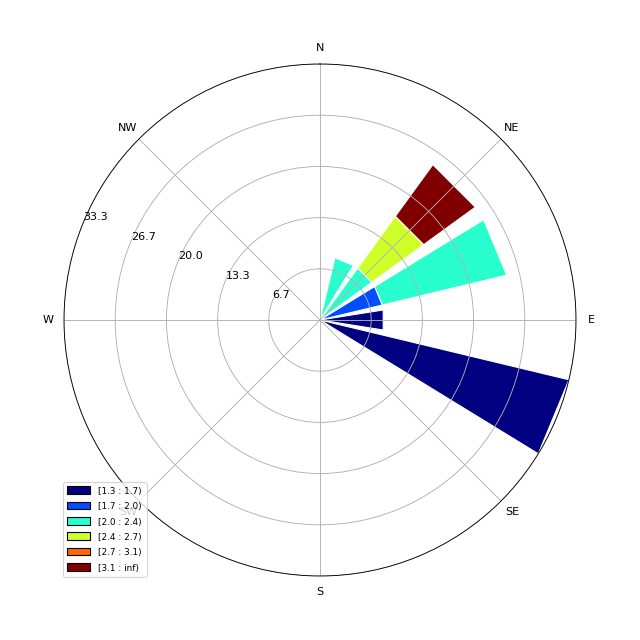 N
NW
NE
33.3
26.7
20.0
13.3
6.7
W
E
[1.3 : 1.7)
[1.7 : 2.0)
[2.0 : 2.4)
[2.4 : 2.7)
[2.7 : 3.1)
[3.1 : inf)
SW
SE
S